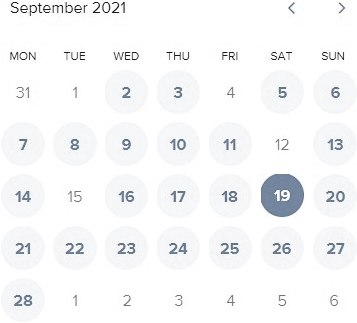 September 2021
MON TUE WED THU FRI SAT SUN
31 1 2 3 4 5 6
7 8 9 10 11 12 13
14 15 16 17 18 19 20
21 22 23 24 25 26 27
28 1 2 3 4 5 6